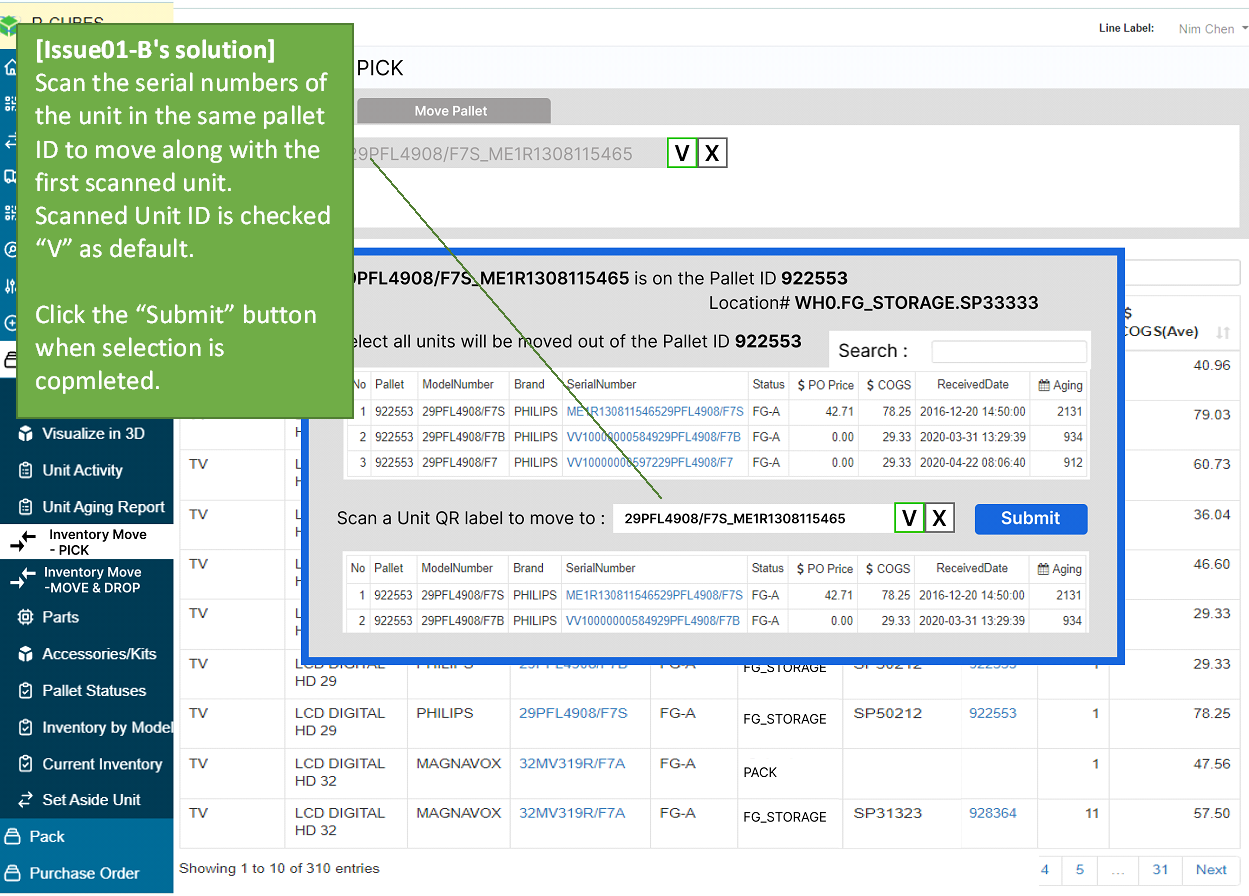 P-CUBES
Line Label: Nim Chen
[Issue01-B's solution]
Scan the serial numbers of
the unit in the same pallet
ID to move along with the
first scanned unit.
Scanned Unit ID is checked
“V” as default.
Click the “Submit” button
when selection is
copmleted.
PICK
Move Pallet
29PFL4908/F7S_ME1R1308115465 V X
PFL4908/F7S_ME1R1308115465 is on the Pallet ID 922553
Location# WH0.FG_STORAGE.SP33333
elect all units will be moved out of the Pallet ID 922553
Search :
No Pallet ModelNumber Brand SerialNumber Status $ PO Price $ COGS ReceivedDate Aging
1 922553 29PFL4908/F7S PHILIPS ME1R130811546529PFL4908/F7S FG-A 42.71 78.25 2016-12-20 14:50:00 2131
2 922553 29PFL4908/F7B PHILIPS VV10000000584929PFL4908/F7B FG-A 0.00 29.33 2020-03-31 13:29:39 934
3 922553 29PFL4908/F7 PHILIPS VV10000000597229PFL4908/F7 FG-A 0.00 29.33 2020-04-22 08:06:40 912
Scan a Unit QR label to move to : 29PFL4908/F7S_ME1R1308115465 V X Submit
No Pallet ModelNumber Brand SerialNumber Status $ PO Price $ COGS ReceivedDate Aging
1 922553 29PFL4908/F7S PHILIPS ME1R130811546529PFL4908/F7S FG-A 42.71 78.25 2016-12-20 14:50:00 2131
2 922553 29PFL4908/F7B PHILIPS VV10000000584929PFL4908/F7B FG-A 0.00 29.33 2020-03-31 13:29:39 934
$
COGS(Ave)
40.96
79.03
TV 60.73
TV 36.04
TV 46.60
TV 29.33
TV LCD DIGITAL PHILIPS 29PFL4908/F7B FG-A FG_STORAGE SP50212 922553 1 29.33
HD 29
TV LCD DIGITAL PHILIPS 29PFL4908/F7S FG-A FG_STORAGE SP50212 922553 1 78.25
HD 29
TV LCD DIGITAL MAGNAVOX 32MV319R/F7A FG-A PACK 1 47.56
HD 32
TV LCD DIGITAL MAGNAVOX 32MV319R/F7A FG-A FG_STORAGE SP31323 928364 11 57.50
HD 32
Showing 1 to 10 of 310 entries
4 5 ... 31 Next
Visualize in 3D
Unit Activity
Unit Aging Report
Inventory Move
- PICK
Inventory Move
-MOVE & DROP
Parts
Accessories/Kits
Pallet Statuses
Inventory by Model
Current Inventory
Set Aside Unit
Pack
Purchase Order